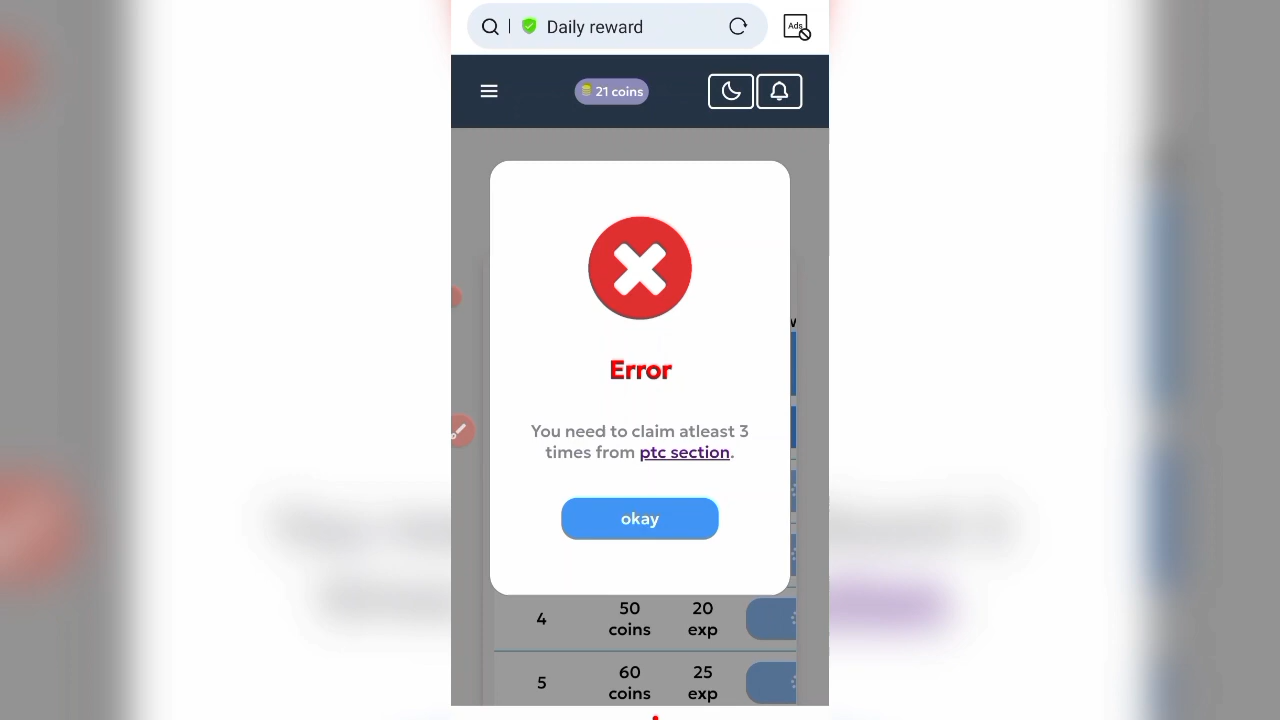 Daily reward
Ads
21 coins
Error
You need to claim atleast 3
times from ptc section.
okay
4 50 coins 20 exp
5 60 coins 25 exp